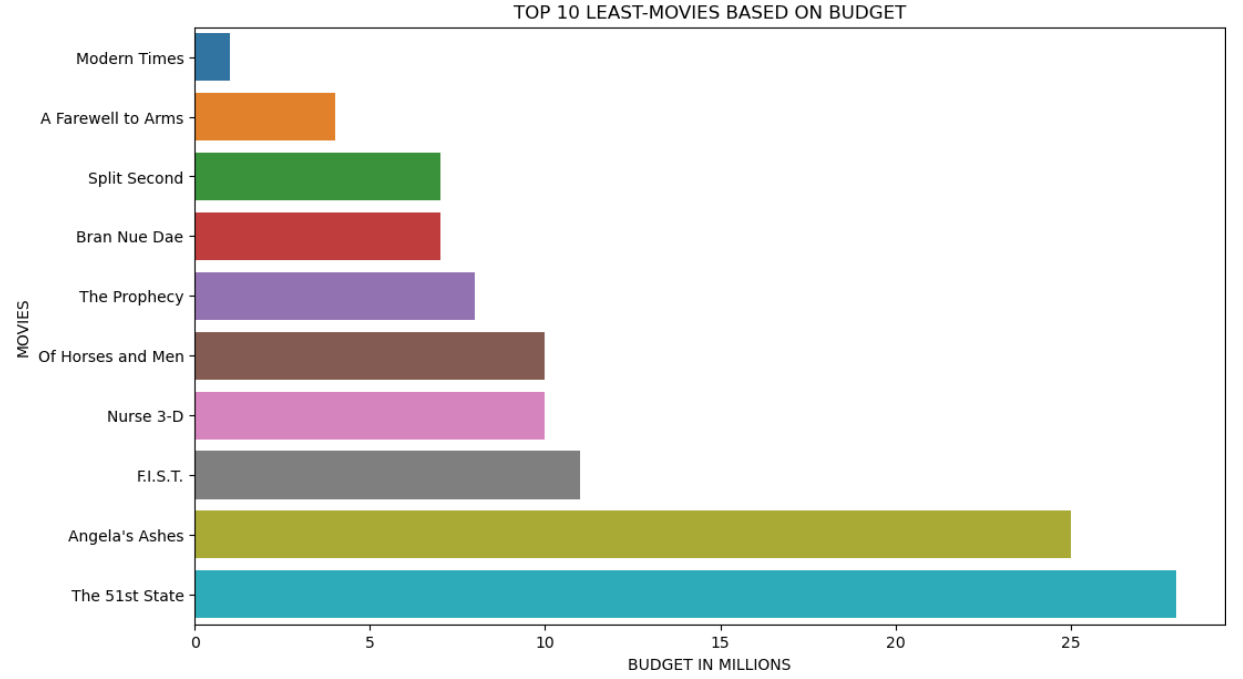 TOP 10 LEAST-MOVIES BASED ON BUDGET
MOVIES
Modern Times
A Farewell to Arms
Split Second
Bran Nue Dae
The Prophecy
Of Horses and Men
Nurse 3-D
F.I.S.T.
Angela's Ashes
The 51st State
0 5 10 15 20 25
BUDGET IN MILLIONS